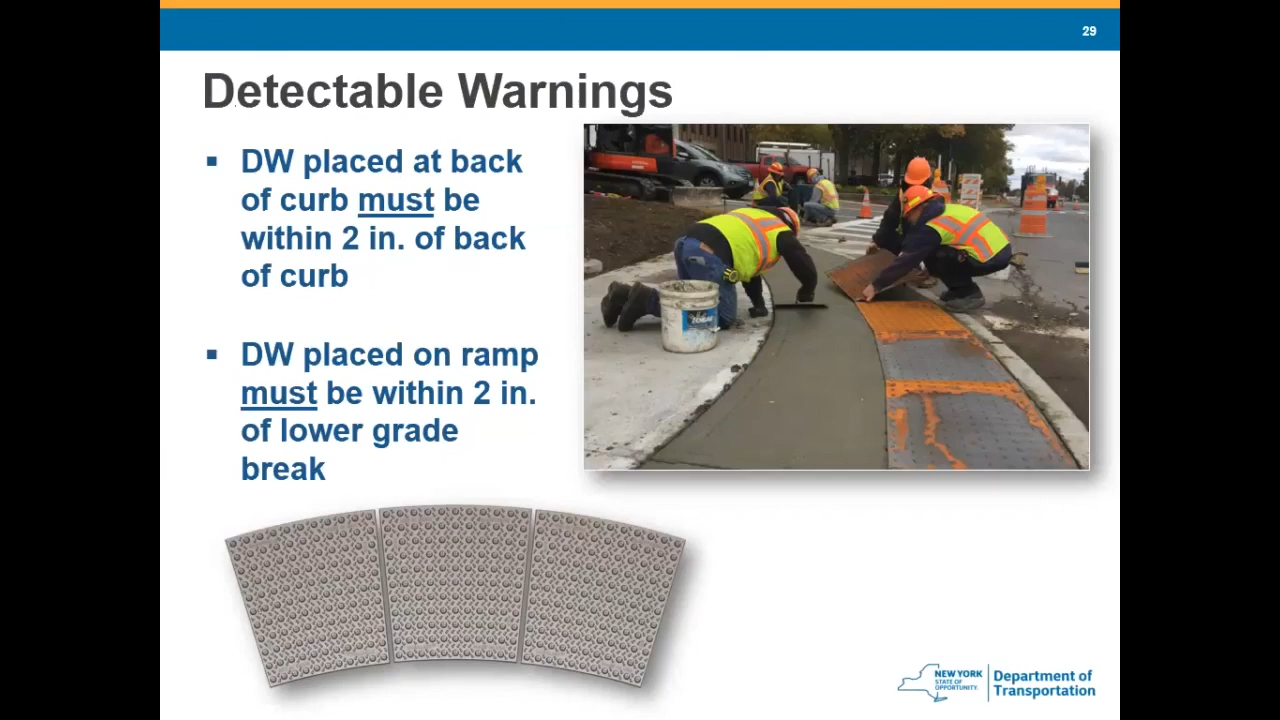 29
Detectable Warnings
▪ DW placed at back
of curb must be
within 2 in. of back
of curb
▪ DW placed on ramp
must be within 2 in.
of lower grade
break
NEW YORK
STATE OF
OPPORTUNITY.
Department of
Transportation